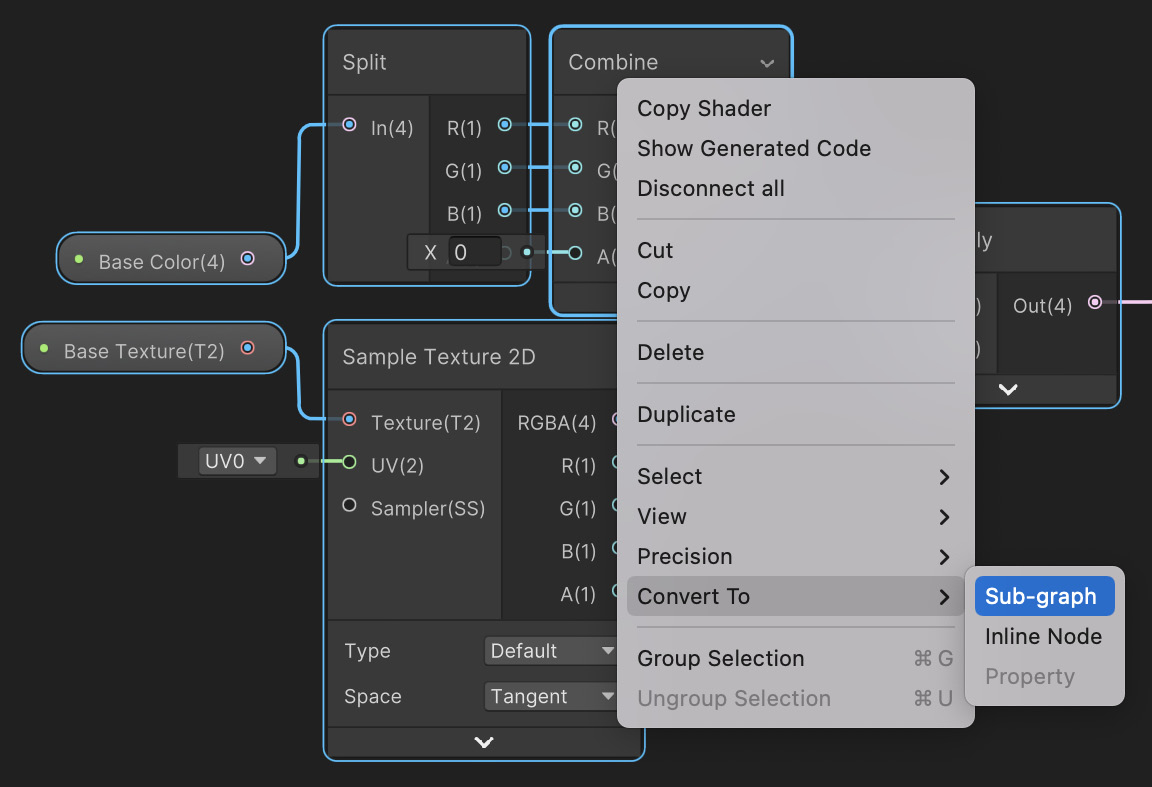 Split
In(4)
R(1)
G(1)
B(1)
X 0
Combine
R(
G(
B(
A(
Base Color(4)
Base Texture(T2)
UV0
Sample Texture 2D
Texture(T2)
UV(2)
Sampler(SS)
RGBA(4)
R(1)
G(1)
B(1)
A(1)
Type Default
Space Tangent
ly
)
)
Out(4)
Copy Shader
Show Generated Code
Disconnect all
Cut
Copy
Delete
Duplicate
Select
View
Precision
Convert To
Group Selection ⌘ G
Ungroup Selection ⌘ U
Sub-graph
Inline Node
Property